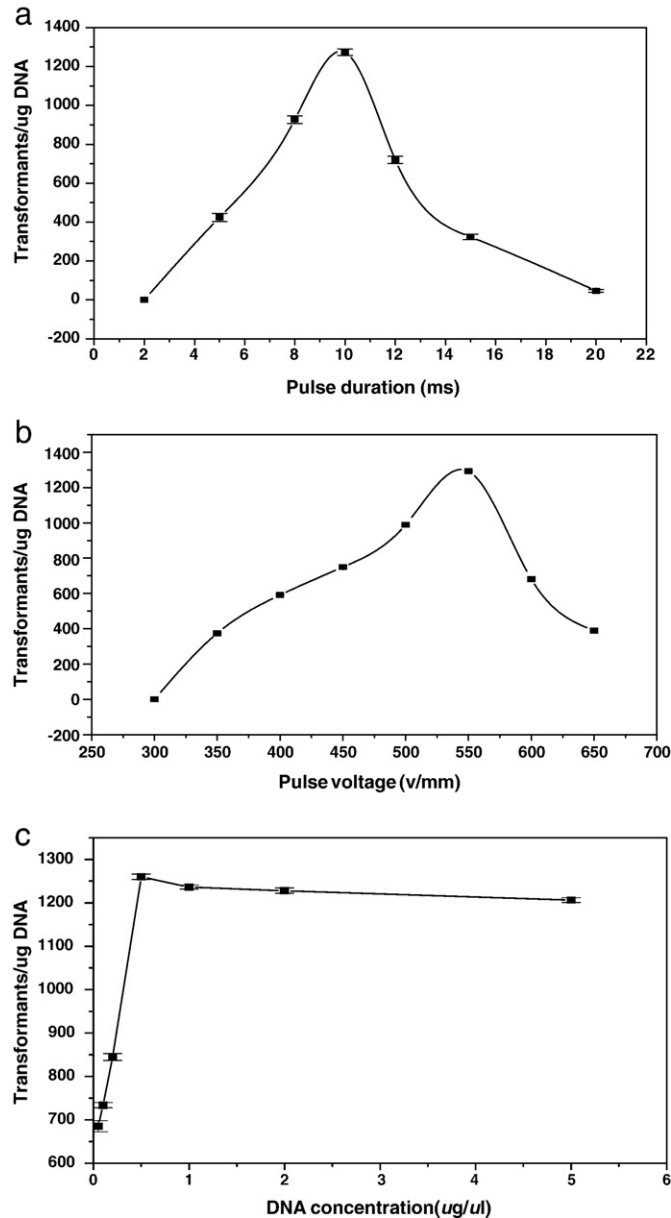 a
Transformants/ug DNA
1400
1200
1000
800
600
400
200
0
-200
0 2 4 6 8 10 12 14 16 18 20 22
Pulse duration (ms)
b
Transformants/ug DNA
1400
1200
1000
800
600
400
200
0
-200
250 300 350 400 450 500 550 600 650 700
Pulse voltage (v/mm)
c
Transformants/ug DNA
1300
1200
1100
1000
900
800
700
600
0 1 2 3 4 5 6
DNA concentration(ug/ul)